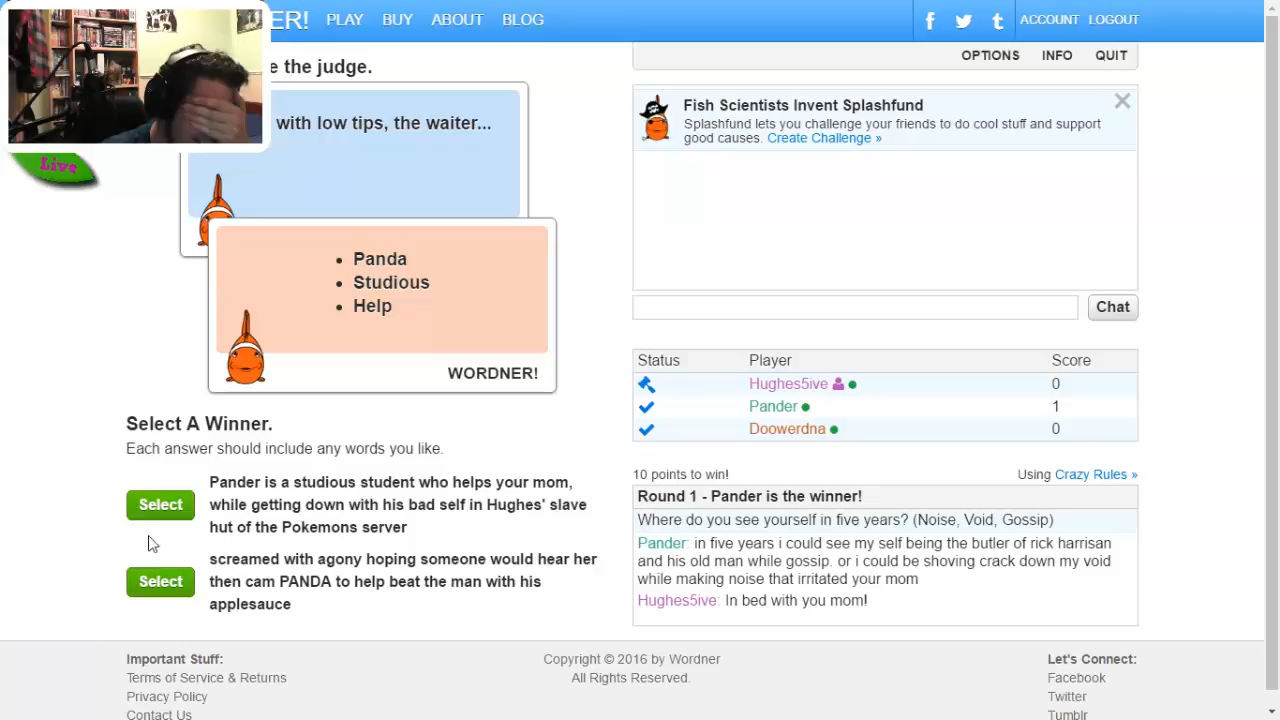 ER! PLAY BUY ABOUT BLOG
ACCOUNT LOGOUT
OPTIONS INFO QUIT
e the judge.
with low tips, the waiter...
Live
Panda
Studious
Help
WORDNER!
Select A Winner.
Each answer should include any words you like.
Select
Pander is a studious student who helps your mom,
while getting down with his bad self in Hughes' slave
hut of the Pokemons server
Select
screamed with agony hoping someone would hear her
then cam PANDA to help beat the man with his
applesauce
Fish Scientists Invent Splashfund
Splashfund lets you challenge your friends to do cool stuff and support
good causes. Create Challenge »
Chat
Status Player Score
Hughes5ive 0
Pander 1
Doowerdna 0
10 points to win! Using Crazy Rules »
Round 1 - Pander is the winner!
Where do you see yourself in five years? (Noise, Void, Gossip)
Pander: in five years i could see my self being the butler of rick harrisan
and his old man while gossip. or i could be shoving crack down my void
while making noise that irritated your mom
Hughes5ive: In bed with you mom!
Important Stuff:
Terms of Service & Returns
Privacy Policy
Contact Us
Copyright © 2016 by Wordner
All Rights Reserved.
Let's Connect:
Facebook
Twitter
Tumblr